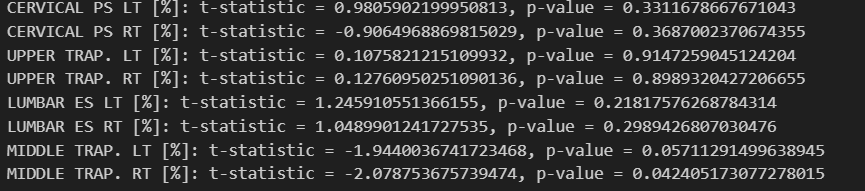 CERVICAL PS LT [%]: t-statistic = 0.9805902199950813, p-value = 0.3311678667671043
CERVICAL PS RT [%]: t-statistic = -0.9064968869815029, p-value = 0.3687002370674355
UPPER TRAP. LT [%]: t-statistic = 0.1075821215109932, p-value = 0.9147259045124204
UPPER TRAP. RT [%]: t-statistic = 0.12760950251090136, p-value = 0.8989320427206655
LUMBAR ES LT [%]: t-statistic = 1.245910551366155, p-value = 0.21817576268784314
LUMBAR ES RT [%]: t-statistic = 1.0489901241727535, p-value = 0.2989426807030476
MIDDLE TRAP. LT [%]: t-statistic = -1.9440036741723468, p-value = 0.05711291499638945
MIDDLE TRAP. RT [%]: t-statistic = -2.078753675739474, p-value = 0.042405173077278015